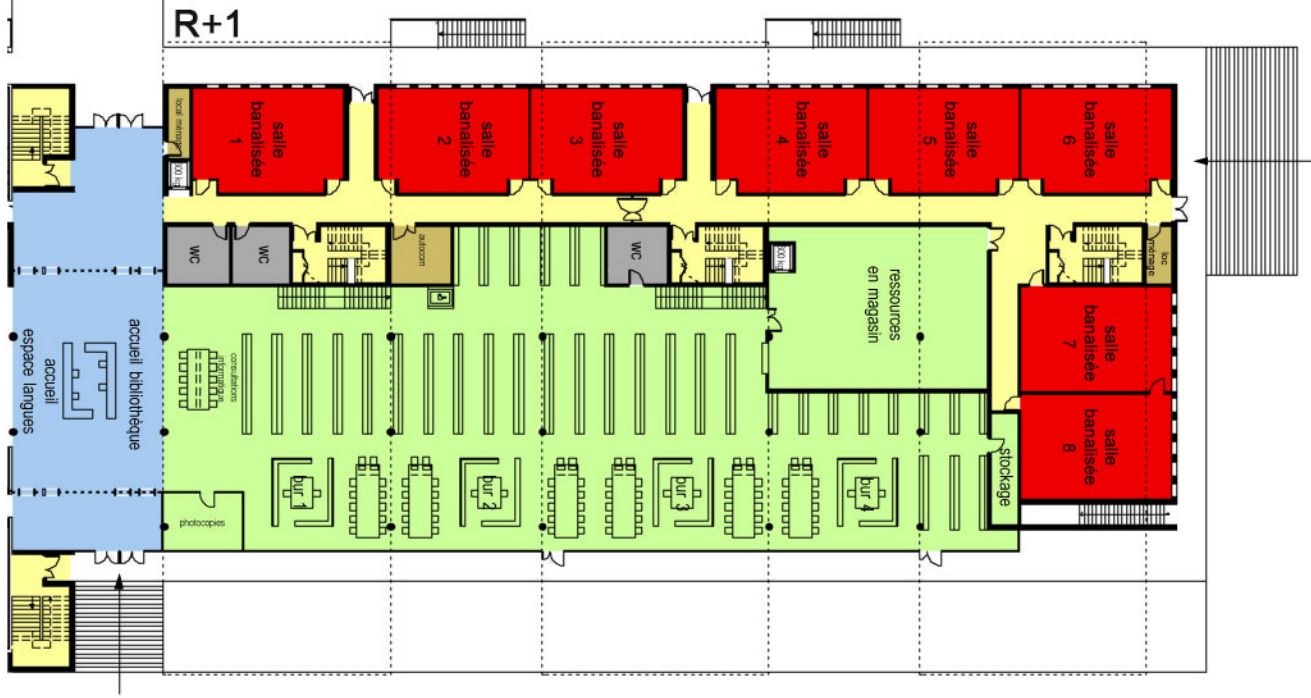 R+1
local ménage
salle
banalisée
1
salle
banalisée
2
salle
banalisée
3
salle
banalisée
4
salle
banalisée
5
salle
banalisée
6
WC
WC
autocom
WC
ressources
en magasin
loc
ménage
salle
banalisée
7
salle
banalisée
8
accueil bibliothèque
accueil
espace langues
consultations
informatique
photocopies
bur 1
bur 2
bur 3
bur 4
stockage